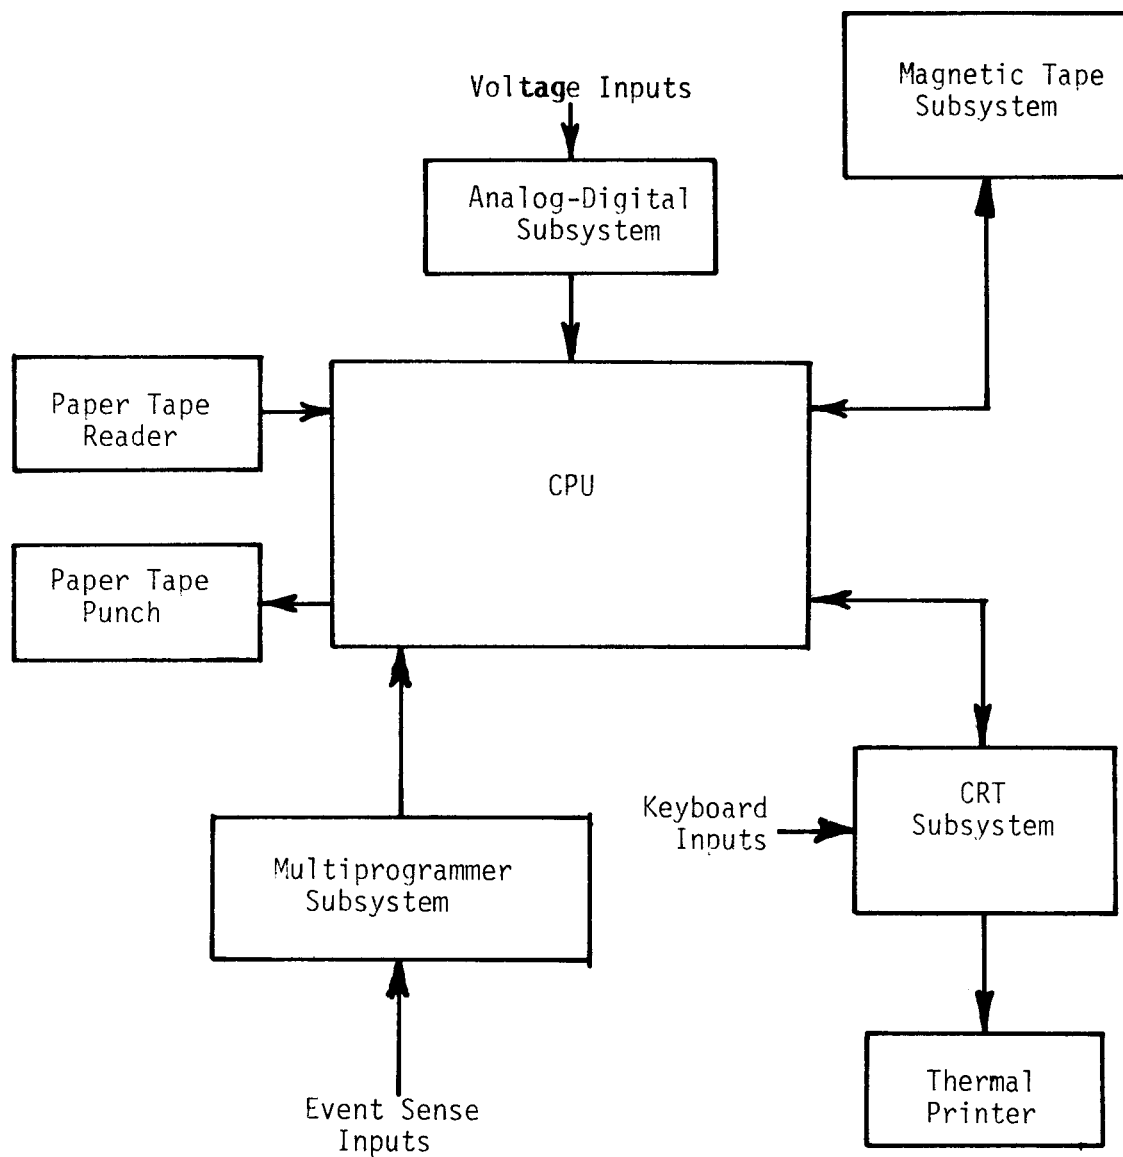 Voltage Inputs
Magnetic Tape
Subsystem
Analog-Digital
Subsystem
Paper Tape
Reader
CPU
Paper Tape
Punch
Keyboard
Inputs
CRT
Subsystem
Multiprogrammer
Subsystem
Thermal
Printer
Event Sense
Inputs